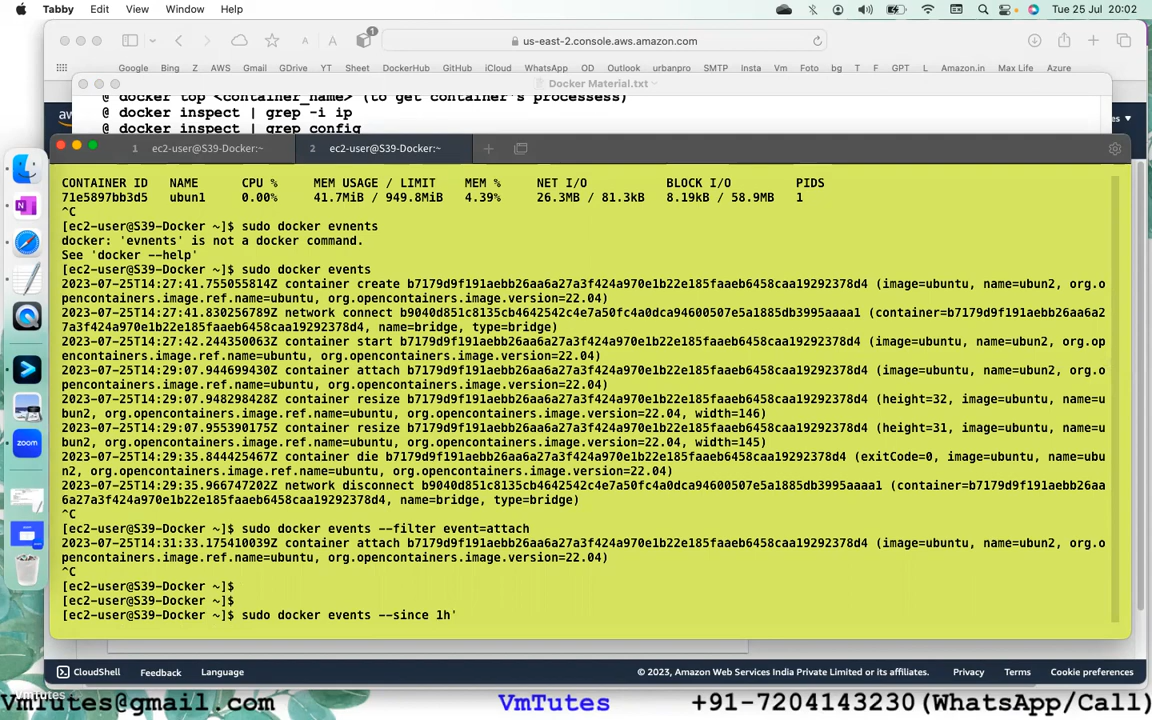 Tabby Edit View Window Help Tue 25 Jul 20:02
us-east-2.console.aws.amazon.com
Google Bing Z AWS Gmail GDrive YT Sheet DockerHub GitHub iCloud WhatsApp OD Outlook urbanpro SMTP Insta Vm Foto bg T F GPT L Amazon.in Max Life Azure
Docker Material.txt
@ docker top <container_name> (to get container's processess)
@ docker inspect | grep -i ip
@ docker inspect | grep config
1 ec2-user@S39-Docker:~ 2 ec2-user@S39-Docker:~
CONTAINER ID NAME CPU % MEM USAGE / LIMIT MEM % NET I/O BLOCK I/O PIDS
71e5897bb3d5 ubun1 0.00% 41.7MiB / 949.8MiB 4.39% 26.3MB / 81.3kB 8.19kB / 58.9MB 1
^C
[ec2-user@S39-Docker ~]$ sudo docker evnents
docker: 'evnents' is not a docker command.
See 'docker --help'
[ec2-user@S39-Docker ~]$ sudo docker events
2023-07-25T14:27:41.755055814Z container create b7179d9f191aebb26aa6a27a3f424a970e1b22e185faaeb6458caa19292378d4 (image=ubuntu, name=ubun2, org.o
pencontainers.image.ref.name=ubuntu, org.opencontainers.image.version=22.04)
2023-07-25T14:27:41.830256789Z network connect b9040d851c8135cb4642542c4e7a50fc4a0dca94600507e5a1885db3995aaaa1 (container=b7179d9f191aebb26aa6a2
7a3f424a970e1b22e185faaeb6458caa19292378d4, name=bridge, type=bridge)
2023-07-25T14:27:42.244350063Z container start b7179d9f191aebb26aa6a27a3f424a970e1b22e185faaeb6458caa19292378d4 (image=ubuntu, name=ubun2, org.op
encontainers.image.ref.name=ubuntu, org.opencontainers.image.version=22.04)
2023-07-25T14:29:07.944699430Z container attach b7179d9f191aebb26aa6a27a3f424a970e1b22e185faaeb6458caa19292378d4 (image=ubuntu, name=ubun2, org.o
pencontainers.image.ref.name=ubuntu, org.opencontainers.image.version=22.04)
2023-07-25T14:29:07.948298428Z container resize b7179d9f191aebb26aa6a27a3f424a970e1b22e185faaeb6458caa19292378d4 (height=32, image=ubuntu, name=u
bun2, org.opencontainers.image.ref.name=ubuntu, org.opencontainers.image.version=22.04, width=146)
2023-07-25T14:29:07.955390175Z container resize b7179d9f191aebb26aa6a27a3f424a970e1b22e185faaeb6458caa19292378d4 (height=31, image=ubuntu, name=u
bun2, org.opencontainers.image.ref.name=ubuntu, org.opencontainers.image.version=22.04, width=145)
2023-07-25T14:29:35.844425467Z container die b7179d9f191aebb26aa6a27a3f424a970e1b22e185faaeb6458caa19292378d4 (exitCode=0, image=ubuntu, name=ubu
n2, org.opencontainers.image.ref.name=ubuntu, org.opencontainers.image.version=22.04)
2023-07-25T14:29:35.966747202Z network disconnect b9040d851c8135cb4642542c4e7a50fc4a0dca94600507e5a1885db3995aaaa1 (container=b7179d9f191aebb26aa
6a27a3f424a970e1b22e185faaeb6458caa19292378d4, name=bridge, type=bridge)
^C
[ec2-user@S39-Docker ~]$ sudo docker events --filter event=attach
2023-07-25T14:31:33.175410039Z container attach b7179d9f191aebb26aa6a27a3f424a970e1b22e185faaeb6458caa19292378d4 (image=ubuntu, name=ubun2, org.o
pencontainers.image.ref.name=ubuntu, org.opencontainers.image.version=22.04)
^C
[ec2-user@S39-Docker ~]$
[ec2-user@S39-Docker ~]$
[ec2-user@S39-Docker ~]$ sudo docker events --since 1h'
CloudShell Feedback Language © 2023, Amazon Web Services India Private Limited or its affiliates. Privacy Terms Cookie preferences
VmTutes@gmail.com VmTutes +91-7204143230(WhatsApp/Call)